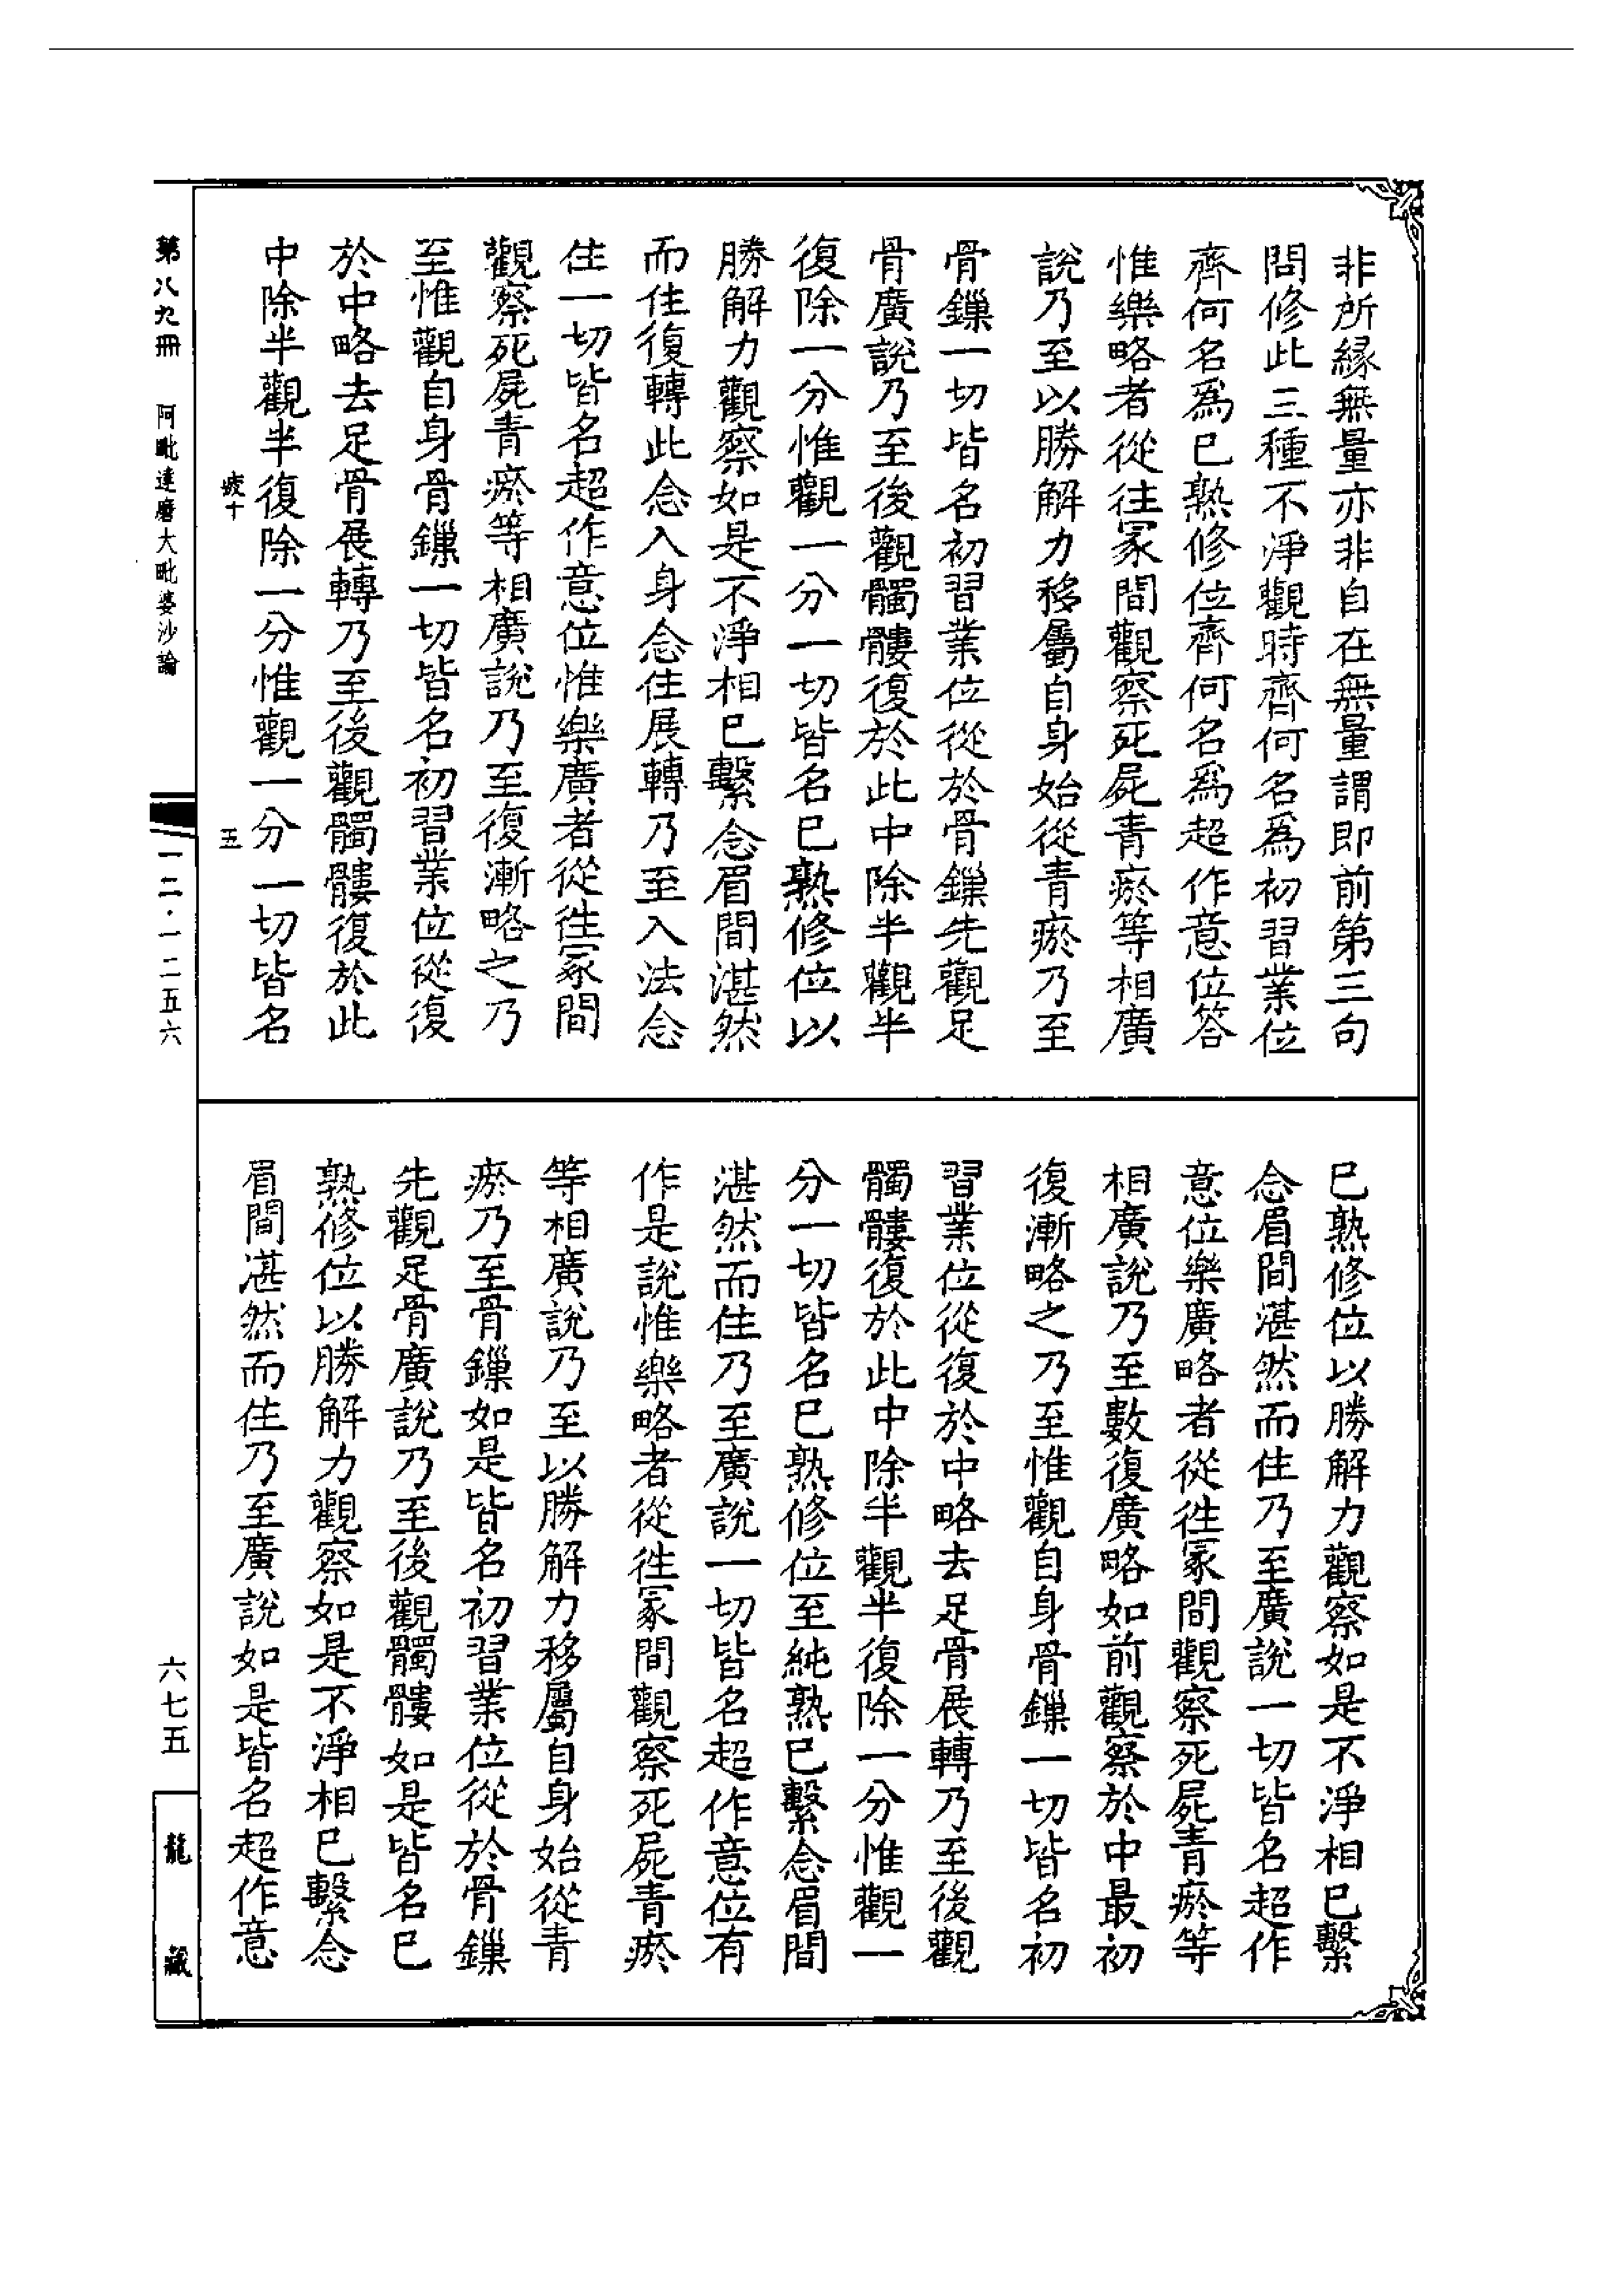 非所緣無量亦非自在無量謂即前第三句
問修此三種不淨觀時齊何名爲初習業位
齊何名爲已熟修位齊何名爲超作意位答
惟樂略者從往冢間觀察死屍青瘀等相廣
說乃至以勝解力移屬自身始從青瘀乃至
骨鏁一切皆名初習業位從於骨鏁先觀足
骨廣說乃至後觀髑髏復於此中除半觀半
復除一分惟觀一分一切皆名已熟修位以
勝解力觀察如是不淨相已繫念眉間湛然
而住復轉此念入身念住展轉乃至入法念
住一切皆名超作意位惟樂廣者從往冢間
觀察死屍青瘀等相廣說乃至復漸略之乃
至惟觀自身骨鏁一切皆名初習業位從復
於中略去足骨展轉乃至後觀髑髏復於此
中除半觀半復除一分惟觀一分一切皆名
已熟修位以勝解力觀察如是不淨相已繫
念眉間湛然而住乃至廣說一切皆名超作
意位樂廣略者從往冢間觀察死屍青瘀等
相廣說乃至數復廣略如前觀察於中最初
復漸略之乃至惟觀自身骨鏁一切皆名初
習業位從復於中略去足骨展轉乃至後觀
髑髏復於此中除半觀半復除一分惟觀一
分一切皆名已熟修位至純熟已繫念眉間
湛然而住乃至廣說一切皆名超作意位有
作是說惟樂略者從往冢間觀察死屍青瘀
等相廣說乃至以勝解力移屬自身始從青
瘀乃至骨鏁如是皆名初習業位從於骨鏁
先觀足骨廣說乃至後觀髑髏如是皆名已
熟修位以勝解力觀察如是不淨相已繫念
眉間湛然而住乃至廣說如是皆名超作意
疲十
五
第八九冊 阿毗達磨大毗婆沙論
一二·一二五六
六七五
龍藏